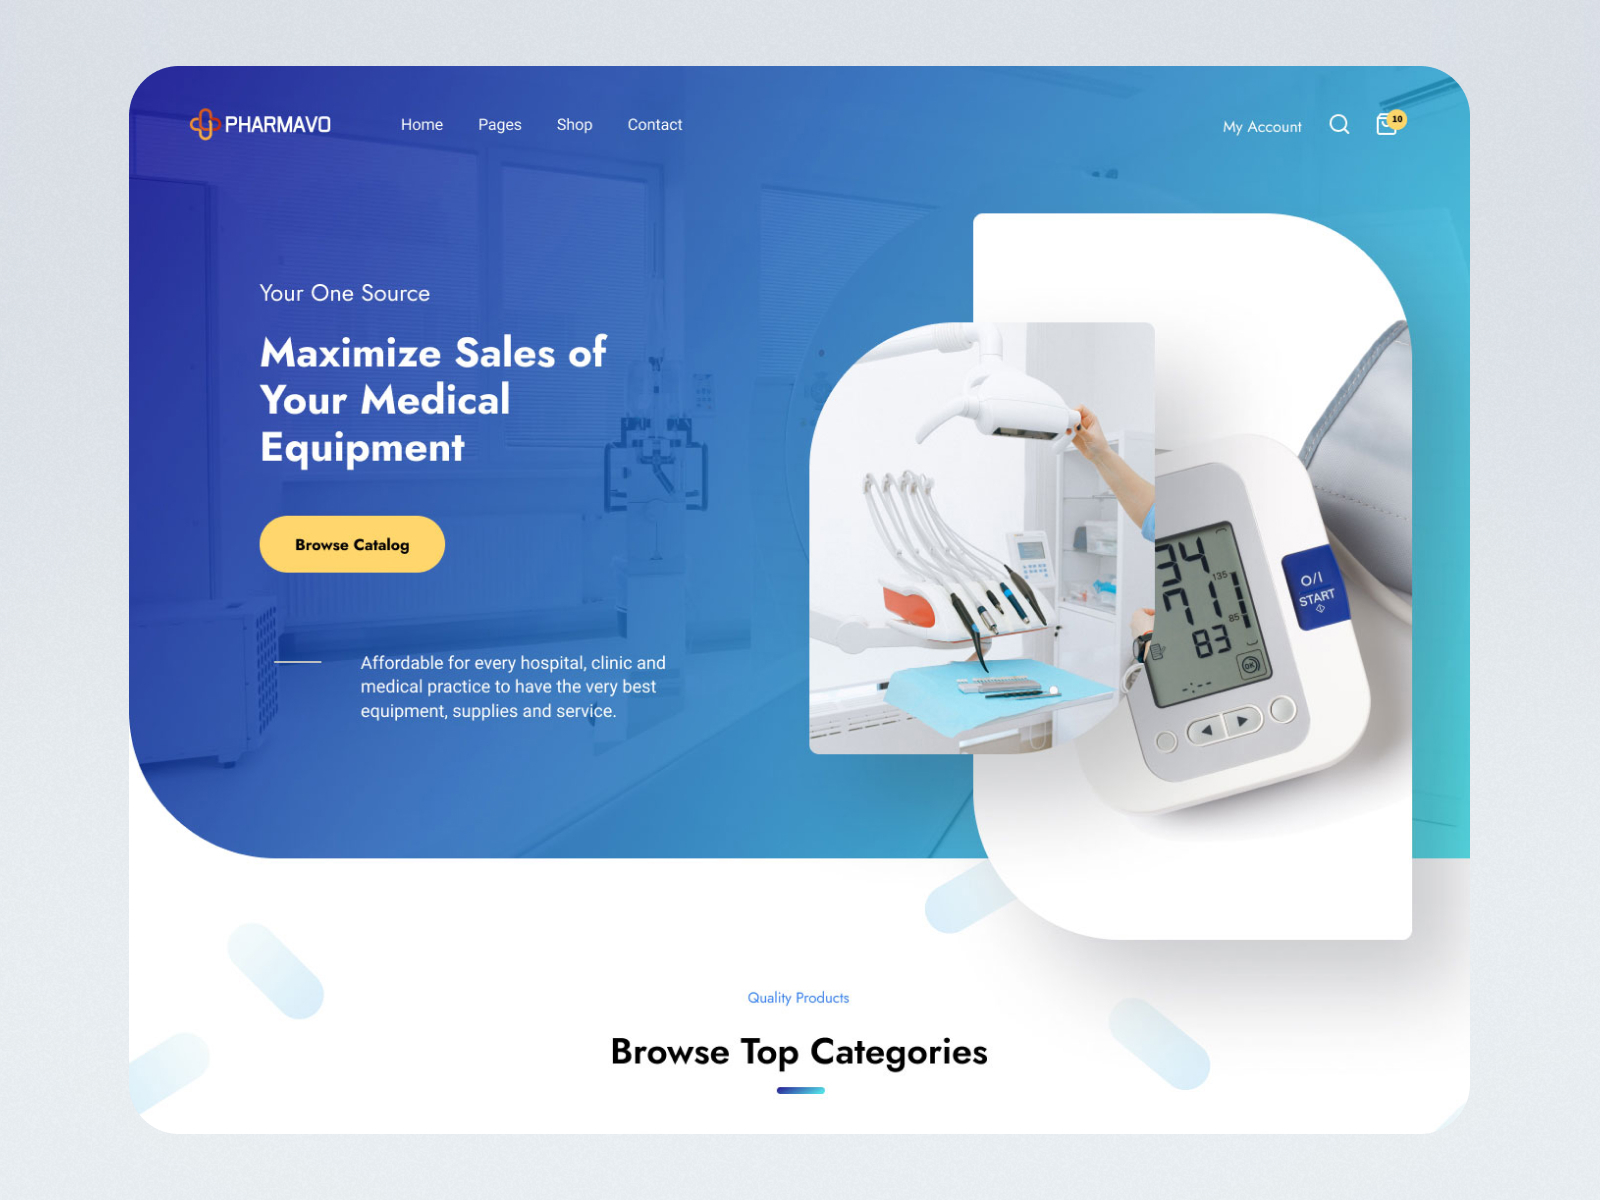 PHARMAVO
Home
Pages
Shop
Contact
My Account
10
Your One Source
Maximize Sales of
Your Medical
Equipment
Browse Catalog
Affordable for every hospital, clinic and
medical practice to have the very best
equipment, supplies and service.
135
85
83
OK
O/I
START
Quality Products
Browse Top Categories